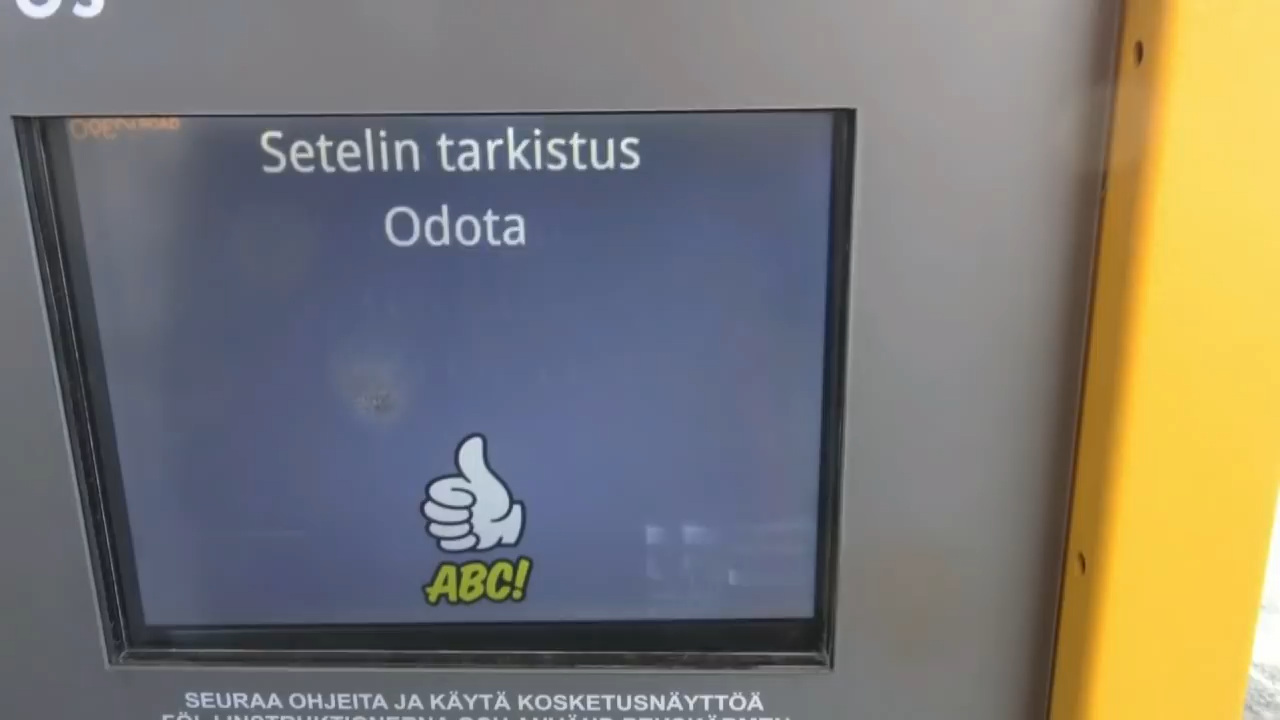 Setelin tarkistus
Odota
ABC!
SEURAA OHJEITA JA KÄYTÄ KOSKETUSNÄYTTÖÄ